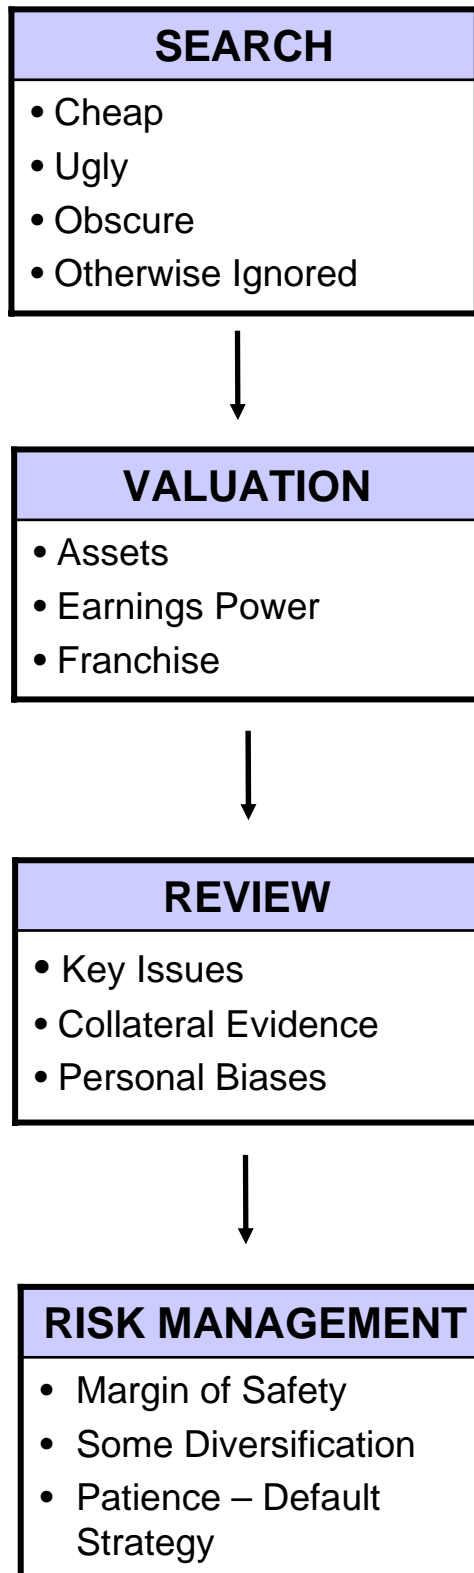 SEARCH
• Cheap
• Ugly
• Obscure
• Otherwise Ignored
VALUATION
• Assets
• Earnings Power
• Franchise
REVIEW
• Key Issues
• Collateral Evidence
• Personal Biases
RISK MANAGEMENT
• Margin of Safety
• Some Diversification
• Patience – Default
Strategy